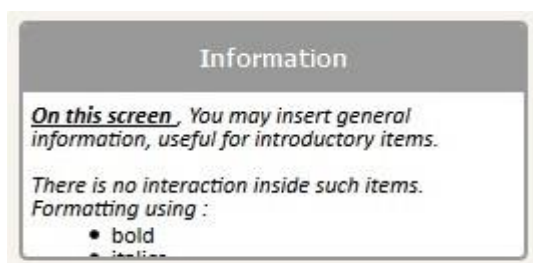 Information
On this screen , You may insert general
information, useful for introductory items.
There is no interaction inside such items.
Formatting using :
• bold